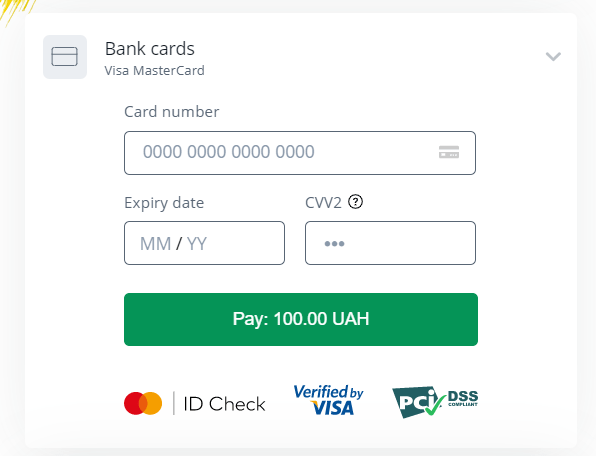 Bank cards
Visa MasterCard
Card number
0000 0000 0000 0000
Expiry date
CVV2 ?
MM / YY
•••
Pay: 100.00 UAH
ID Check
Verified by
VISA
PCi DSS
COMPLIANT